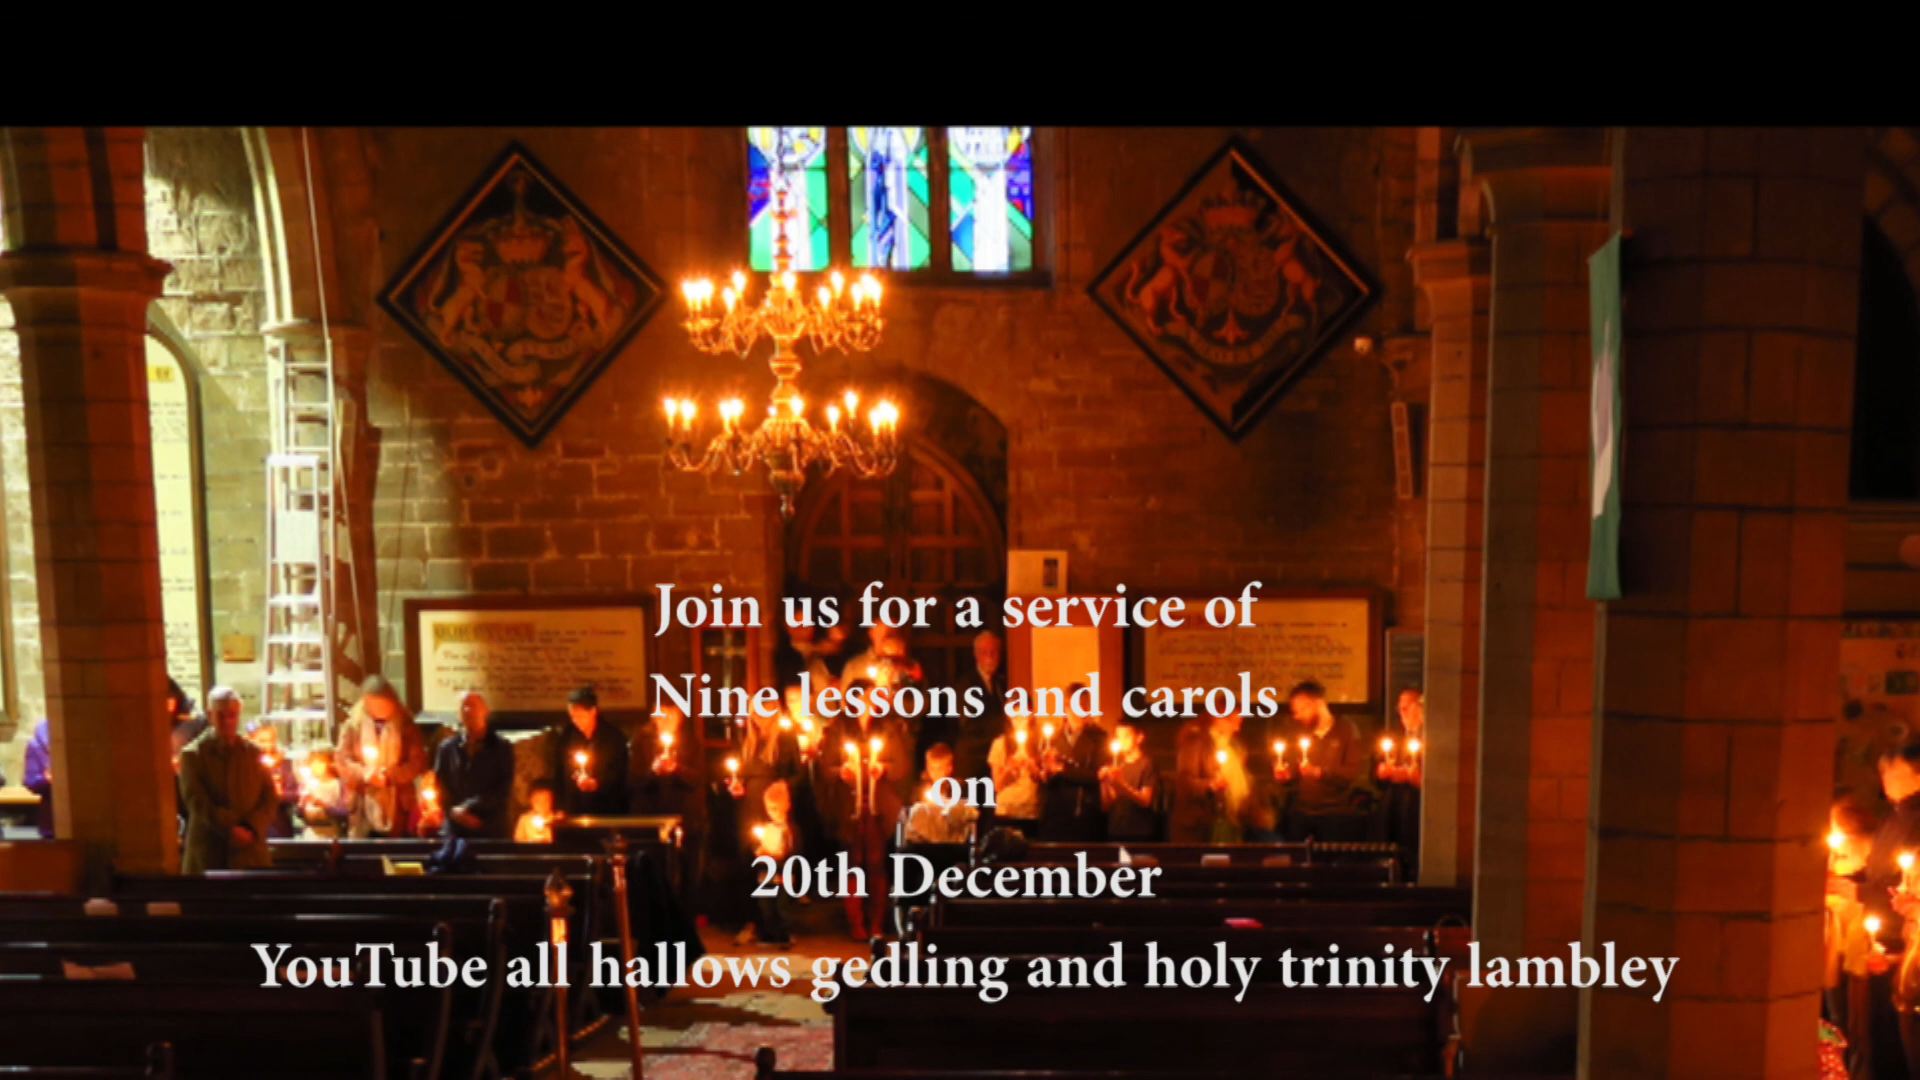 Join us for a service of
Nine lessons and carols
on
20th December
YouTube all hallows gedling and holy trinity lambley